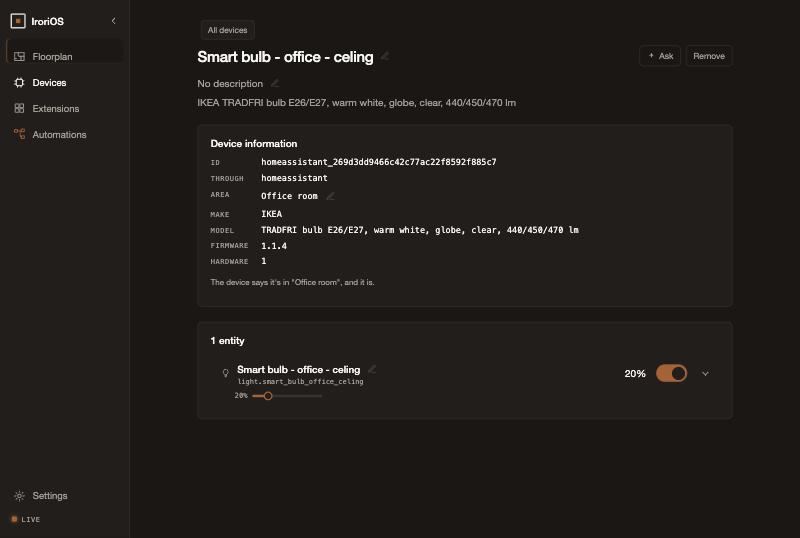 IroriOS
Floorplan
Devices
Extensions
Automations
Settings
LIVE
All devices
Smart bulb - office - celing
Ask
Remove
No description
IKEA TRADFRI bulb E26/E27, warm white, globe, clear, 440/450/470 lm
Device information
ID homeassistant_269d3dd9466c42c77ac22f8592f885c7
THROUGH homeassistant
AREA Office room
MAKE IKEA
MODEL TRADFRI bulb E26/E27, warm white, globe, clear, 440/450/470 lm
FIRMWARE 1.1.4
HARDWARE 1
The device says it's in "Office room", and it is.
1 entity
Smart bulb - office - celing
20%
light.smart_bulb_office_celing
20%